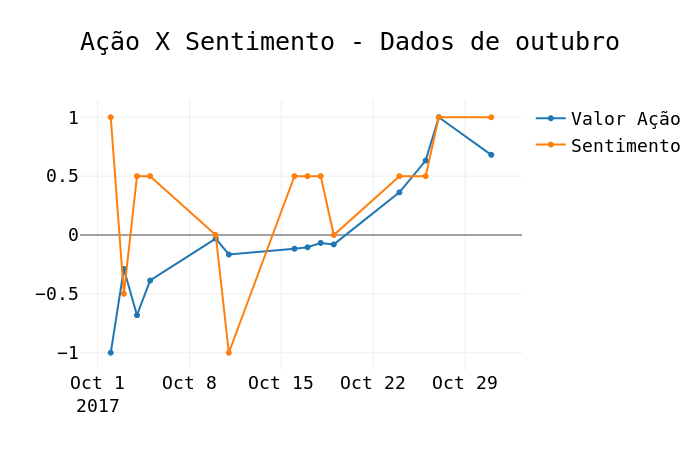 Ação X Sentimento - Dados de outubro
Valor Ação
Sentimento
1
0.5
0
−0.5
−1
Oct 1 Oct 8 Oct 15 Oct 22 Oct 29
2017